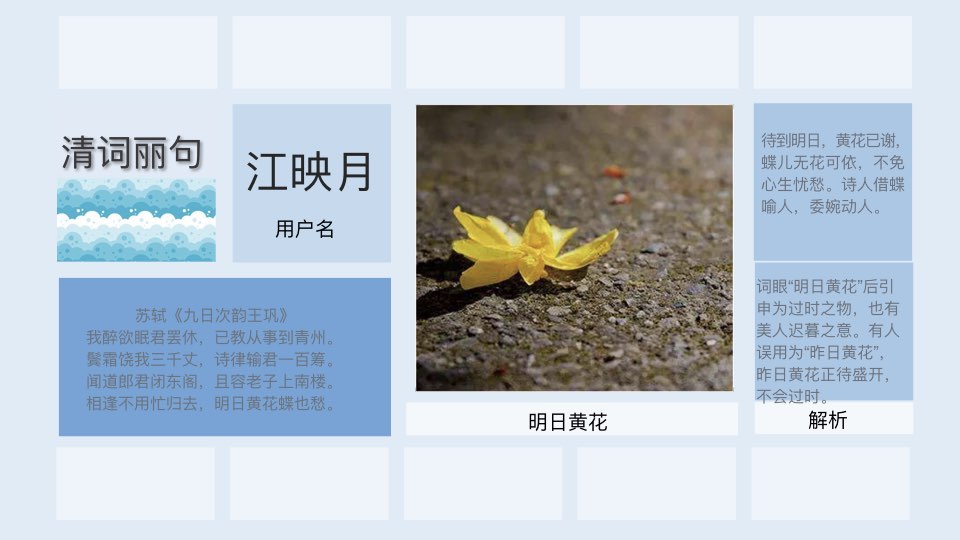 清词丽句
江映月
用户名
苏轼《九日次韵王巩》
我醉欲眠君罢休，已教从事到青州。
鬓霜饶我三千丈，诗律输君一百筹。
闻道郎君闭东阁，且容老子上南楼。
相逢不用忙归去，明日黄花蝶也愁。
明日黄花
待到明日，黄花已谢，
蝶儿无花可依，不免
心生忧愁。诗人借蝶
喻人，委婉动人。
词眼“明日黄花”后引
申为过时之物，也有
美人迟暮之意。有人
误用为“昨日黄花”，
昨日黄花正待盛开，
不会过时。
解析